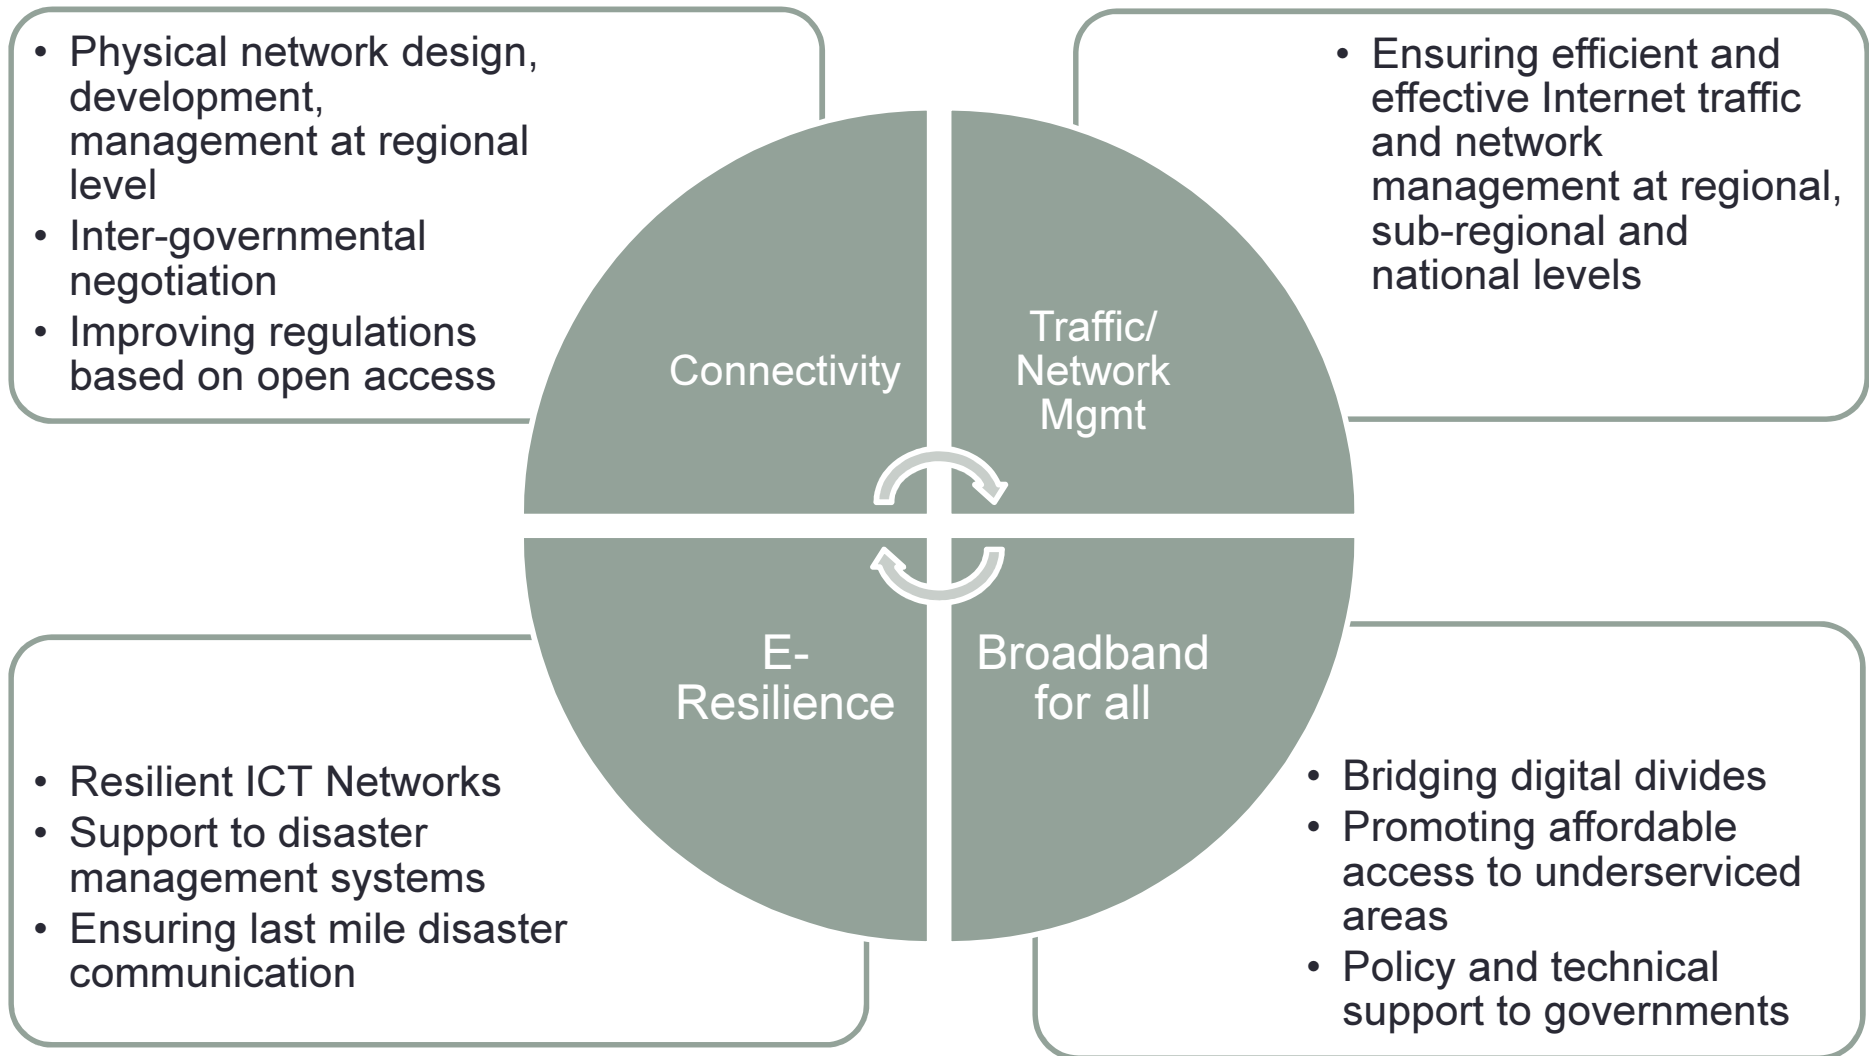 • Physical network design,
development,
management at regional
level
• Inter-governmental
negotiation
• Improving regulations
based on open access
• Ensuring efficient and
effective Internet traffic
and network
management at regional,
sub-regional and
national levels
Connectivity
Traffic/
Network
Mgmt
E-
Resilience
Broadband
for all
• Resilient ICT Networks
• Support to disaster
management systems
• Ensuring last mile disaster
communication
• Bridging digital divides
• Promoting affordable
access to underserviced
areas
• Policy and technical
support to governments